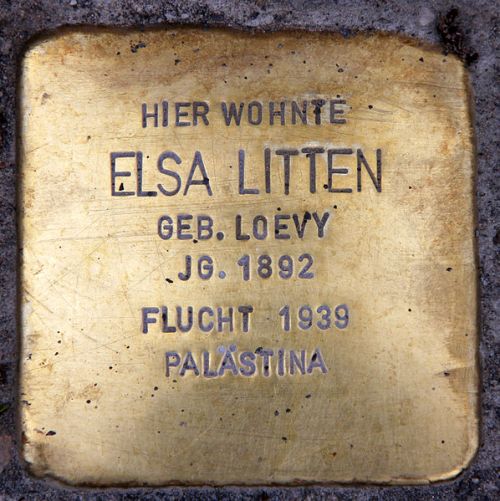 HIER WOHNTE
ELSA LITTEN
GEB. LOEVY
JG. 1892
FLUCHT 1939
PALÄSTINA